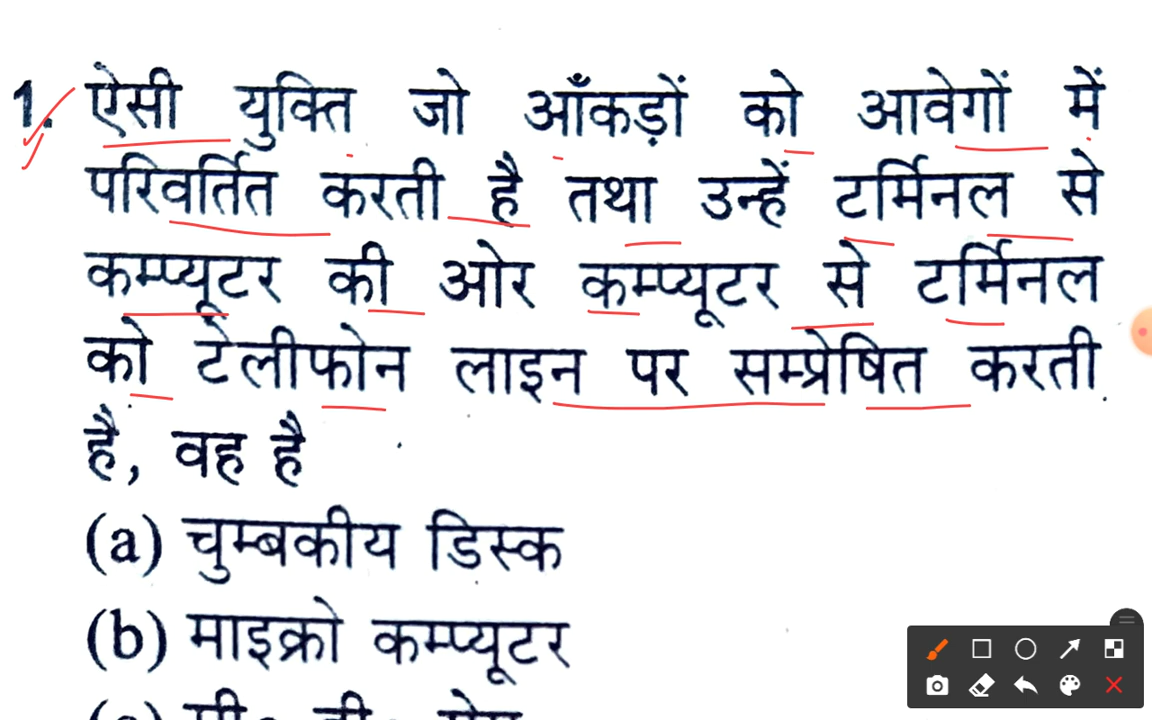 1. ऐसी युक्ति जो आँकड़ों को आवेगों में
परिवर्तित करती है तथा उन्हें टर्मिनल से
कम्प्यूटर की ओर कम्प्यूटर से टर्मिनल
को टेलीफोन लाइन पर सम्प्रेषित करती
है, वह है
(a) चुम्बकीय डिस्क
(b) माइक्रो कम्प्यूटर